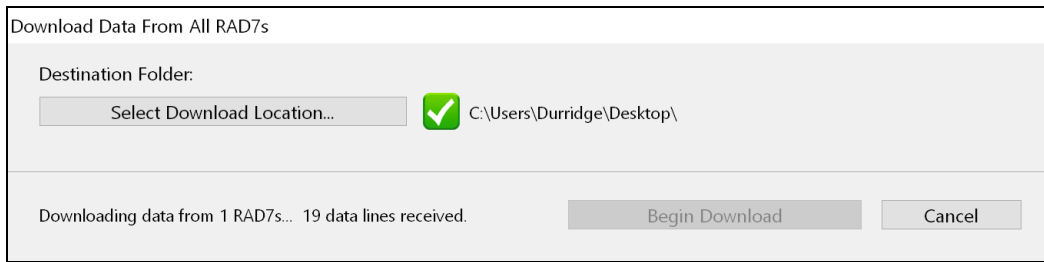 Download Data From All RAD7s
Destination Folder:
Select Download Location...
C:\Users\Durridge\Desktop\
Downloading data from 1 RAD7s... 19 data lines received.
Begin Download
Cancel